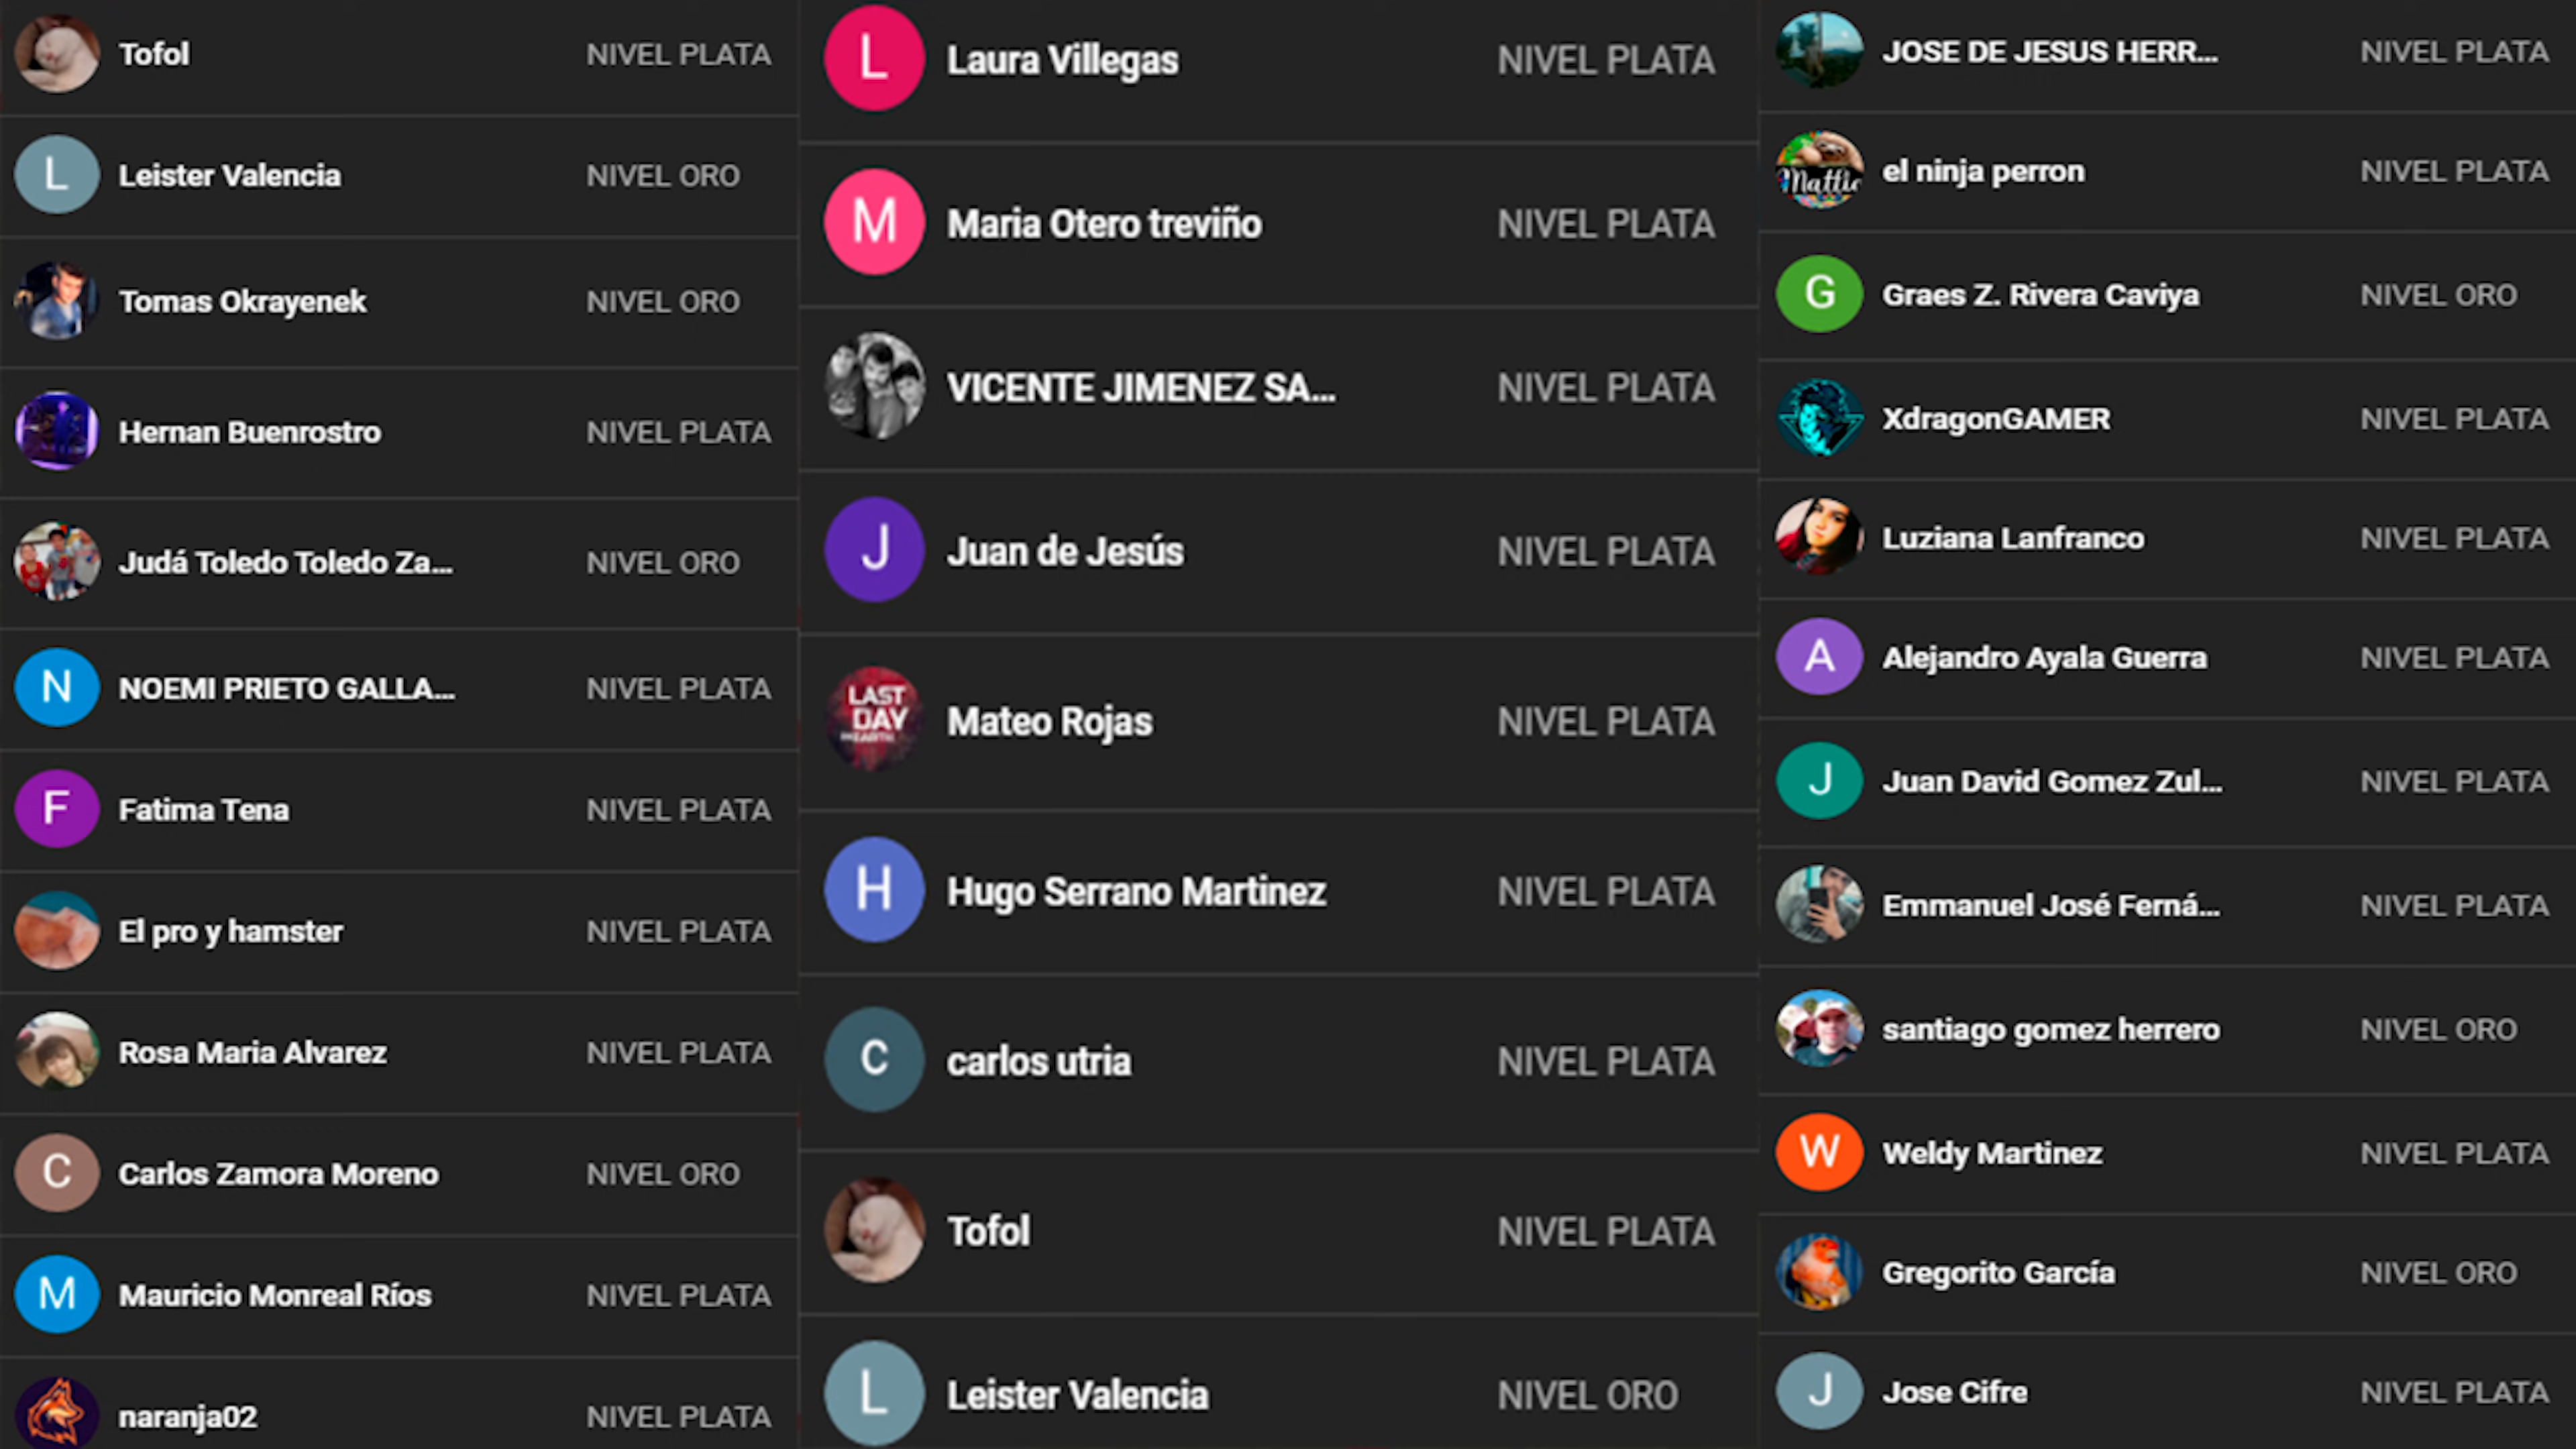 Tofol NIVEL PLATA
L Leister Valencia NIVEL ORO
Tomas Okrayenek NIVEL ORO
Hernan Buenrostro NIVEL PLATA
Judá Toledo Toledo Za... NIVEL ORO
N NOEMI PRIETO GALLA... NIVEL PLATA
F Fatima Tena NIVEL PLATA
El pro y hamster NIVEL PLATA
Rosa Maria Alvarez NIVEL PLATA
C Carlos Zamora Moreno NIVEL ORO
M Mauricio Monreal Ríos NIVEL PLATA
naranja02 NIVEL PLATA
L Laura Villegas NIVEL PLATA
M Maria Otero treviño NIVEL PLATA
VICENTE JIMENEZ SA... NIVEL PLATA
J Juan de Jesús NIVEL PLATA
LAST
DAY
ON EARTH
Mateo Rojas NIVEL PLATA
H Hugo Serrano Martinez NIVEL PLATA
C carlos utria NIVEL PLATA
Tofol NIVEL PLATA
L Leister Valencia NIVEL ORO
JOSE DE JESUS HERR... NIVEL PLATA
Mattic
el ninja perron NIVEL PLATA
G Graes Z. Rivera Caviya NIVEL ORO
XdragonGAMER NIVEL PLATA
Luziana Lanfranco NIVEL PLATA
A Alejandro Ayala Guerra NIVEL PLATA
J Juan David Gomez Zul... NIVEL PLATA
Emmanuel José Ferná... NIVEL PLATA
santiago gomez herrero NIVEL ORO
W Weldy Martinez NIVEL PLATA
Gregorito García NIVEL ORO
J Jose Cifre NIVEL PLATA